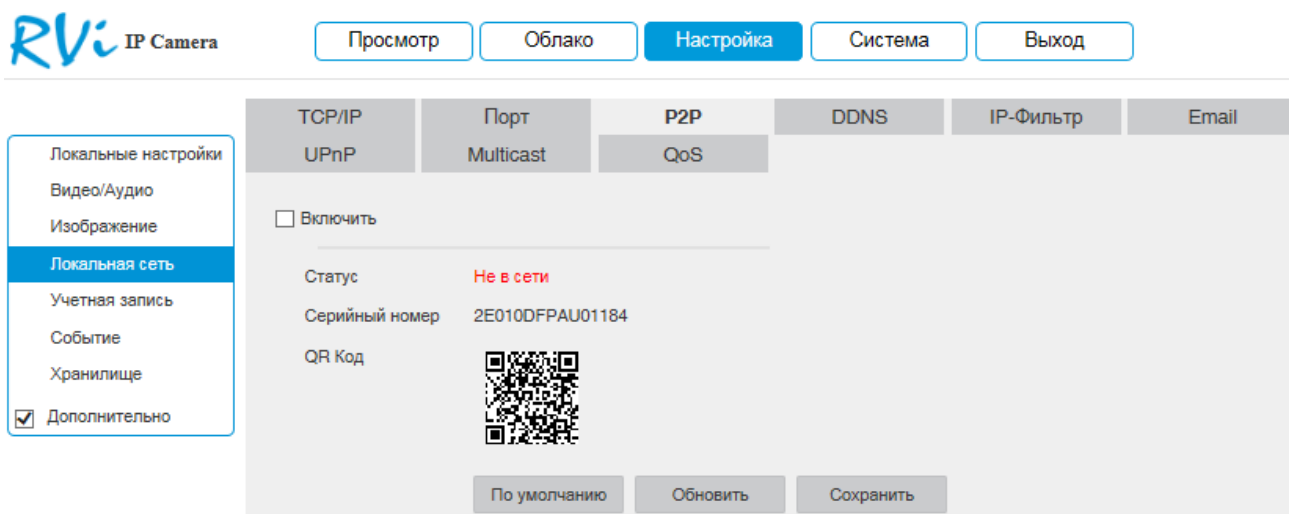 RVi IP Camera
Просмотр Облако Настройка Система Выход
TCP/IP Порт P2P DDNS IP-Фильтр Email
UPnP Multicast QoS
Локальные настройки
Видео/Аудио
Изображение
Локальная сеть
Учетная запись
Событие
Хранилище
Дополнительно
Включить
Статус Не в сети
Серийный номер 2E010DFPAU01184
QR Код
По умолчанию Обновить Сохранить